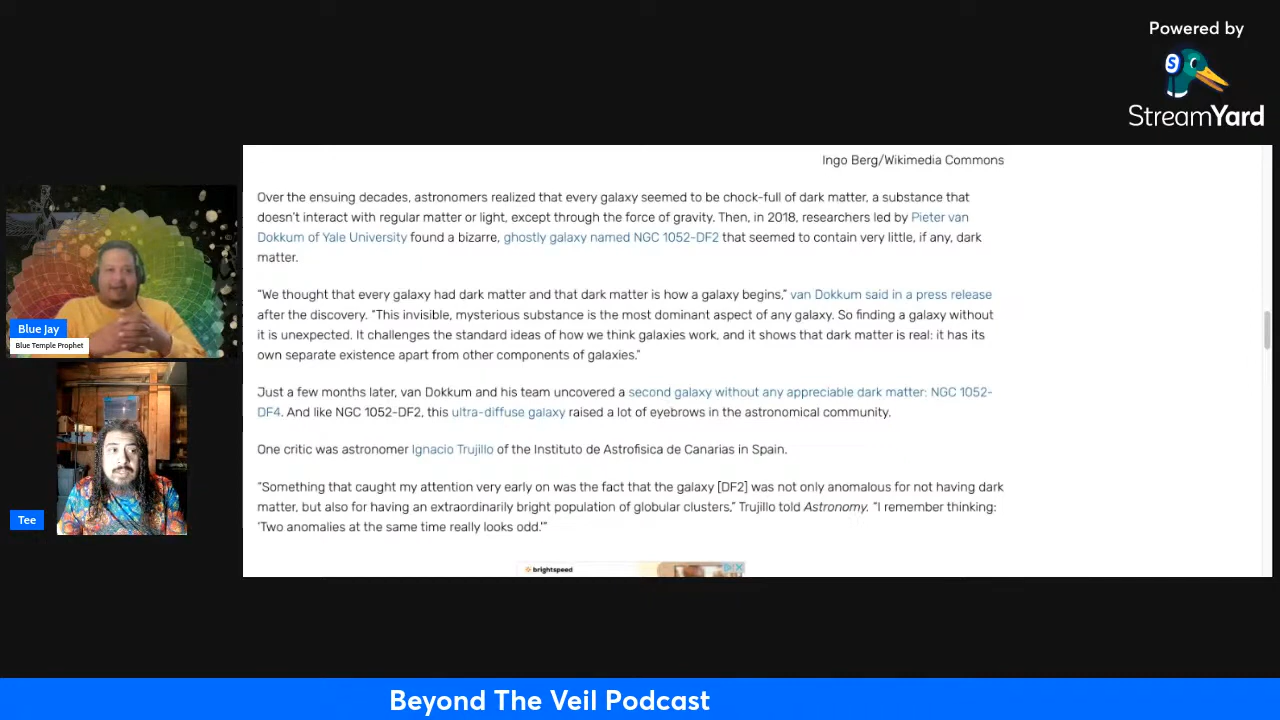 Powered by
S
StreamYard
Ingo Berg/Wikimedia Commons
Over the ensuing decades, astronomers realized that every galaxy seemed to be chock-full of dark matter, a substance that
doesn't interact with regular matter or light, except through the force of gravity. Then, in 2018, researchers led by Pieter van
Dokkum of Yale University found a bizarre, ghostly galaxy named NGC 1052-DF2 that seemed to contain very little, if any, dark
matter.
“We thought that every galaxy had dark matter and that dark matter is how a galaxy begins,” van Dokkum said in a press release
after the discovery. “This invisible, mysterious substance is the most dominant aspect of any galaxy. So finding a galaxy without
it is unexpected. It challenges the standard ideas of how we think galaxies work, and it shows that dark matter is real: it has its
own separate existence apart from other components of galaxies.”
Just a few months later, van Dokkum and his team uncovered a second galaxy without any appreciable dark matter: NGC 1052-
DF4. And like NGC 1052-DF2, this ultra-diffuse galaxy raised a lot of eyebrows in the astronomical community.
One critic was astronomer Ignacio Trujillo of the Instituto de Astrofisica de Canarias in Spain.
“Something that caught my attention very early on was the fact that the galaxy [DF2] was not only anomalous for not having dark
matter, but also for having an extraordinarily bright population of globular clusters,” Trujillo told Astronomy. “I remember thinking:
‘Two anomalies at the same time really looks odd.’”
brightspeed
Blue Jay
Blue Temple Prophet
Tee
Beyond The Veil Podcast